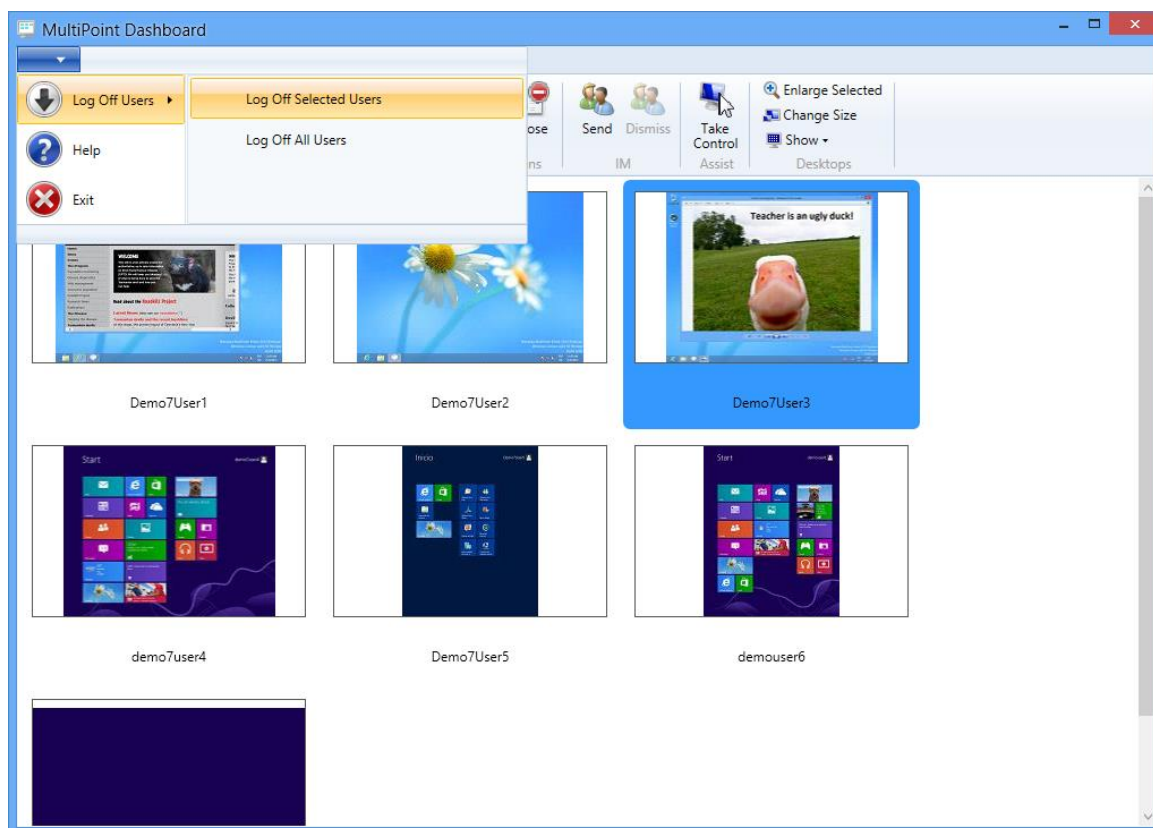 MultiPoint Dashboard
Log Off Users
Log Off Selected Users
Log Off All Users
Help
Exit
ose
Send
Dismiss
Take
Control
Enlarge Selected
Change Size
Show
ns
IM
Assist
Desktops
WELCOME
Teacher is an ugly duck!
Demo7User1
Demo7User2
Demo7User3
Start
Inicio
Start
demo7user4
Demo7User5
demouser6